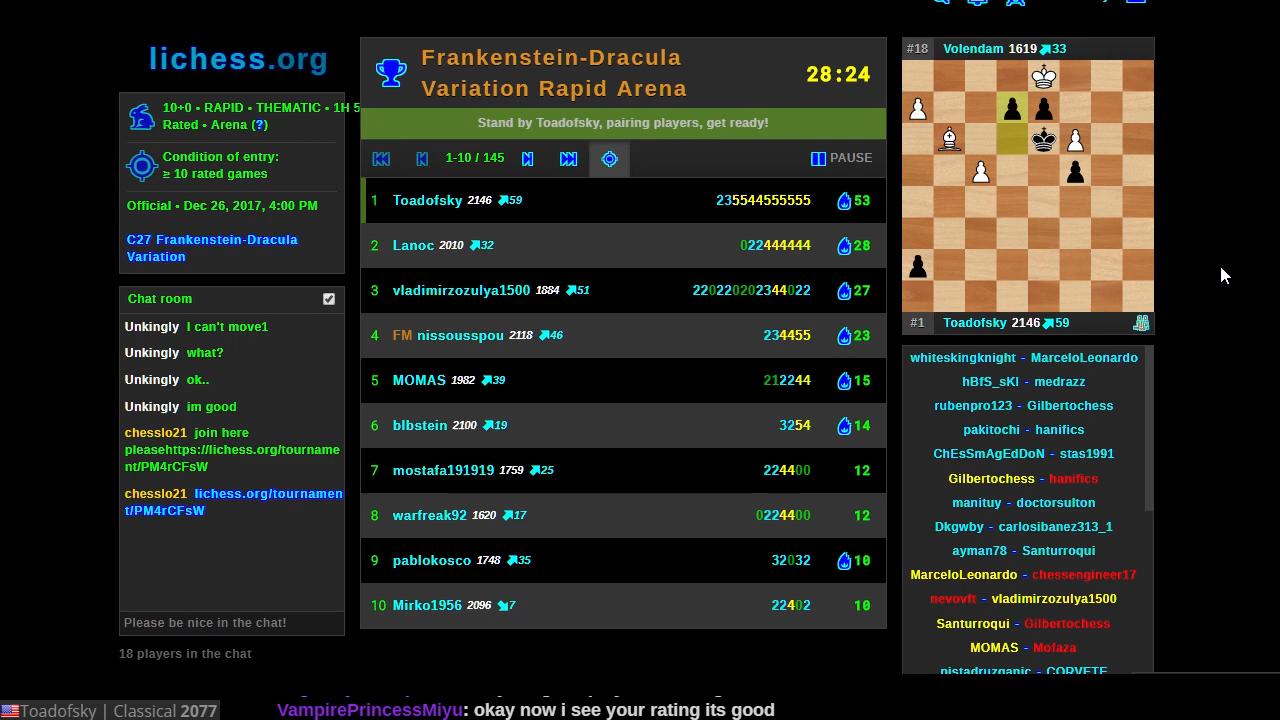 lichess.org
10+0 • RAPID • THEMATIC • 1H 5
Rated • Arena (?)
Condition of entry:
≥ 10 rated games
Official • Dec 26, 2017, 4:00 PM
C27 Frankenstein-Dracula
Variation
Chat room
Unkingly I can't move1
Unkingly what?
Unkingly ok..
Unkingly im good
chesslo21 join here
pleasehttps://lichess.org/tourname
nt/PM4rCFsW
chesslo21 lichess.org/tournamen
t/PM4rCFsW
Please be nice in the chat!
18 players in the chat
Frankenstein-Dracula
Variation Rapid Arena
28:24
Stand by Toadofsky, pairing players, get ready!
1-10 / 145
PAUSE
1 Toadofsky 2146 59 235544555555 53
2 Lanoc 2010 32 022444444 28
3 vladimirzozulya1500 1884 51 220220202344022 27
4 FM nissousspou 2118 46 234455 23
5 MOMAS 1982 39 212244 15
6 blbstein 2100 19 3254 14
7 mostafa191919 1759 25 224400 12
8 warfreak92 1620 17 0224400 12
9 pablokosco 1748 35 32032 10
10 Mirko1956 2096 7 22402 10
#18 Volendam 1619 33
#1 Toadofsky 2146 59
whiteskingknight - MarceloLeonardo
hBfS_sKl - medrazz
rubenpro123 - Gilbertochess
pakitochi - hanifics
ChEsSmAgEdDoN - stas1991
Gilbertochess - hanifics
manituy - doctorsulton
Dkgwby - carlosibanez313_1
ayman78 - Santurroqui
MarceloLeonardo - chessengineer17
nevovft - vladimirzozulya1500
Santurroqui - Gilbertochess
MOMAS - Mofaza
Toadofsky | Classical 2077
VampirePrincessMiyu: okay now i see your rating its good